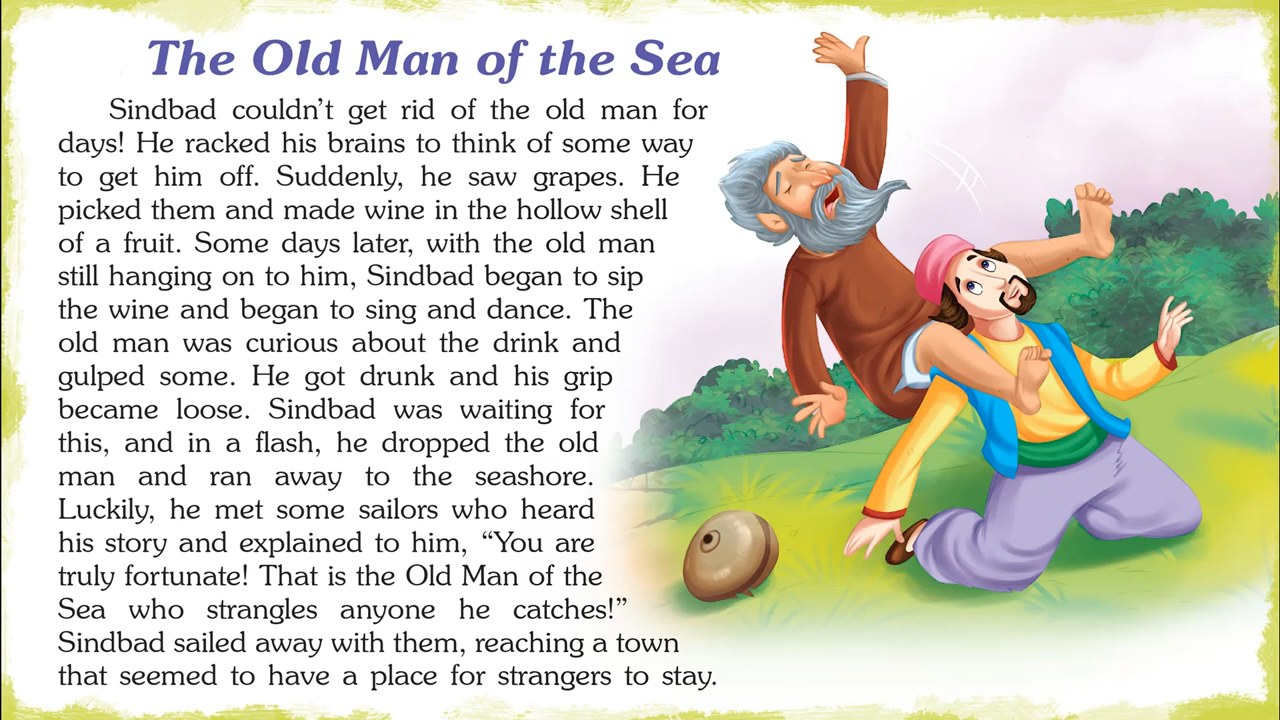 The Old Man of the Sea
Sindbad couldn’t get rid of the old man for
days! He racked his brains to think of some way
to get him off. Suddenly, he saw grapes. He
picked them and made wine in the hollow shell
of a fruit. Some days later, with the old man
still hanging on to him, Sindbad began to sip
the wine and began to sing and dance. The
old man was curious about the drink and
gulped some. He got drunk and his grip
became loose. Sindbad was waiting for
this, and in a flash, he dropped the old
man and ran away to the seashore.
Luckily, he met some sailors who heard
his story and explained to him, “You are
truly fortunate! That is the Old Man of the
Sea who strangles anyone he catches!”
Sindbad sailed away with them, reaching a town
that seemed to have a place for strangers to stay.